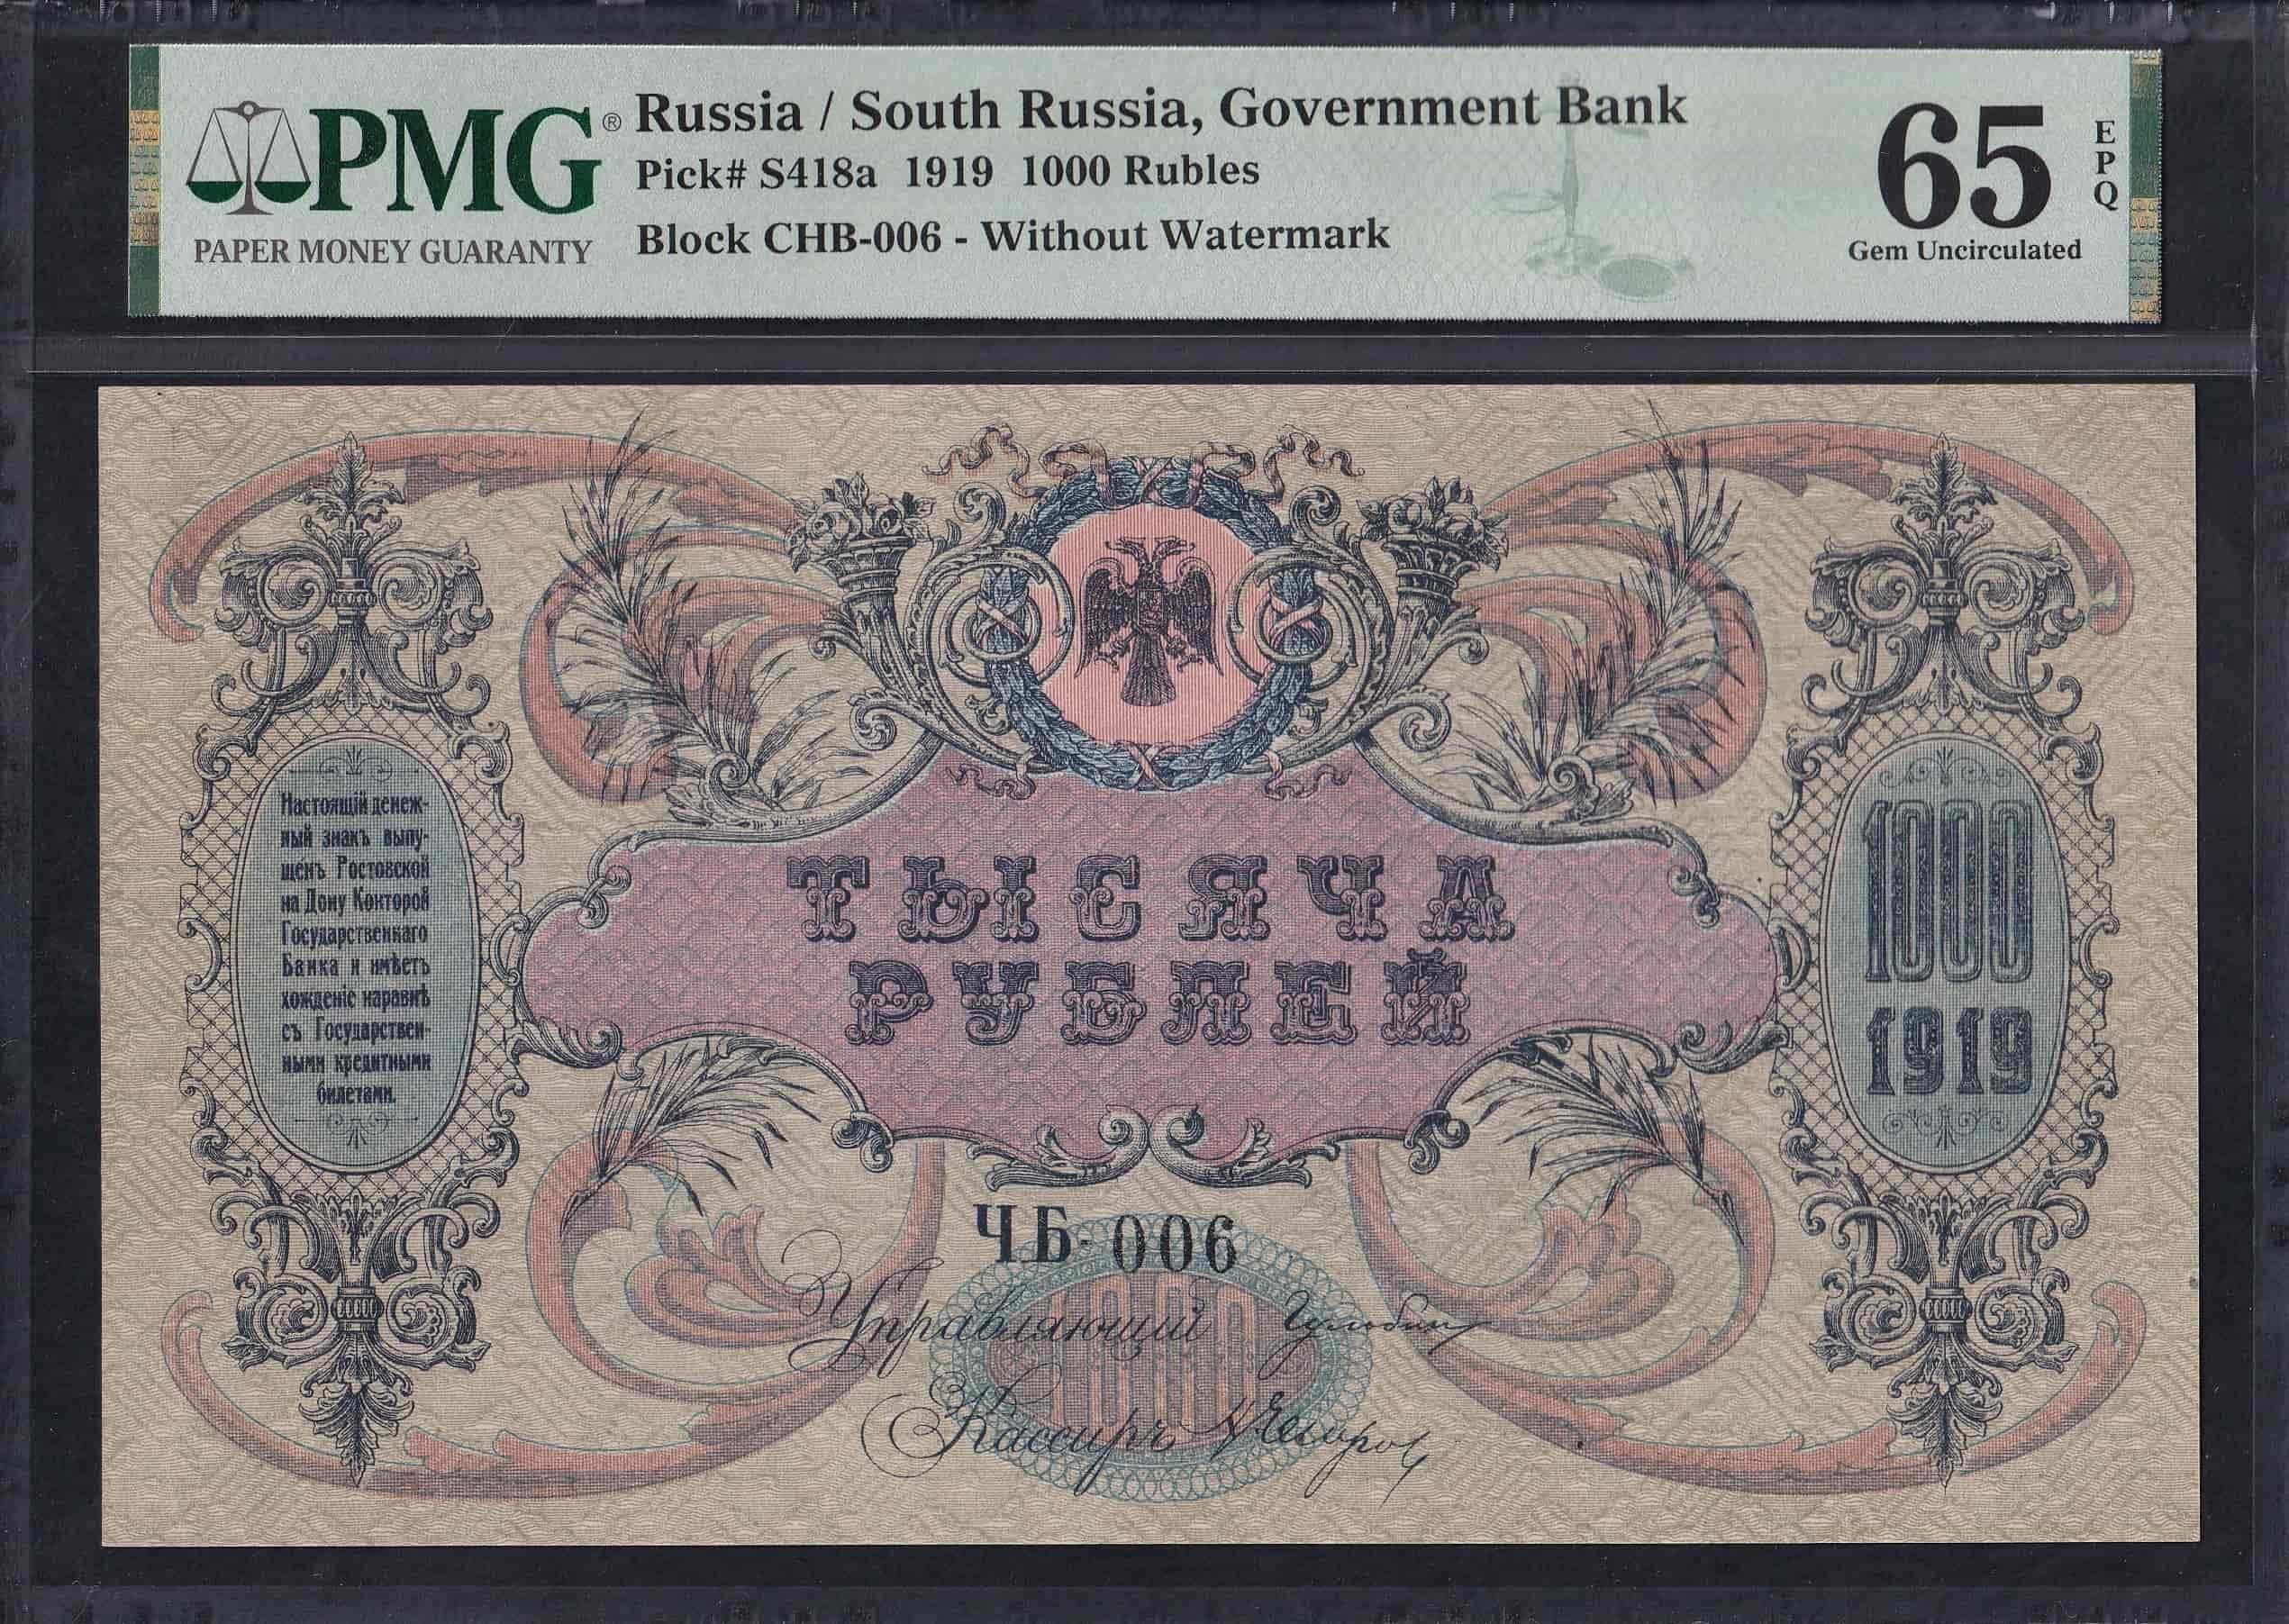 PMG®
PAPER MONEY GUARANTY
Russia / South Russia, Government Bank
Pick# S418a 1919 1000 Rubles
Block CHB-006 - Without Watermark
65
EPQ
Gem Uncirculated
Настоящій денеж-
ный знакъ выпу-
щенъ Ростовской
на Дону Конторой
Государственнаго
Банка и имѣетъ
хожденіе наравнѣ
съ Государствен-
ными кредитными
билетами.
ТЫСЯЧА
РУБЛЕЙ
1000
1919
ЧБ-006
1000
Управляющій
Кассиръ